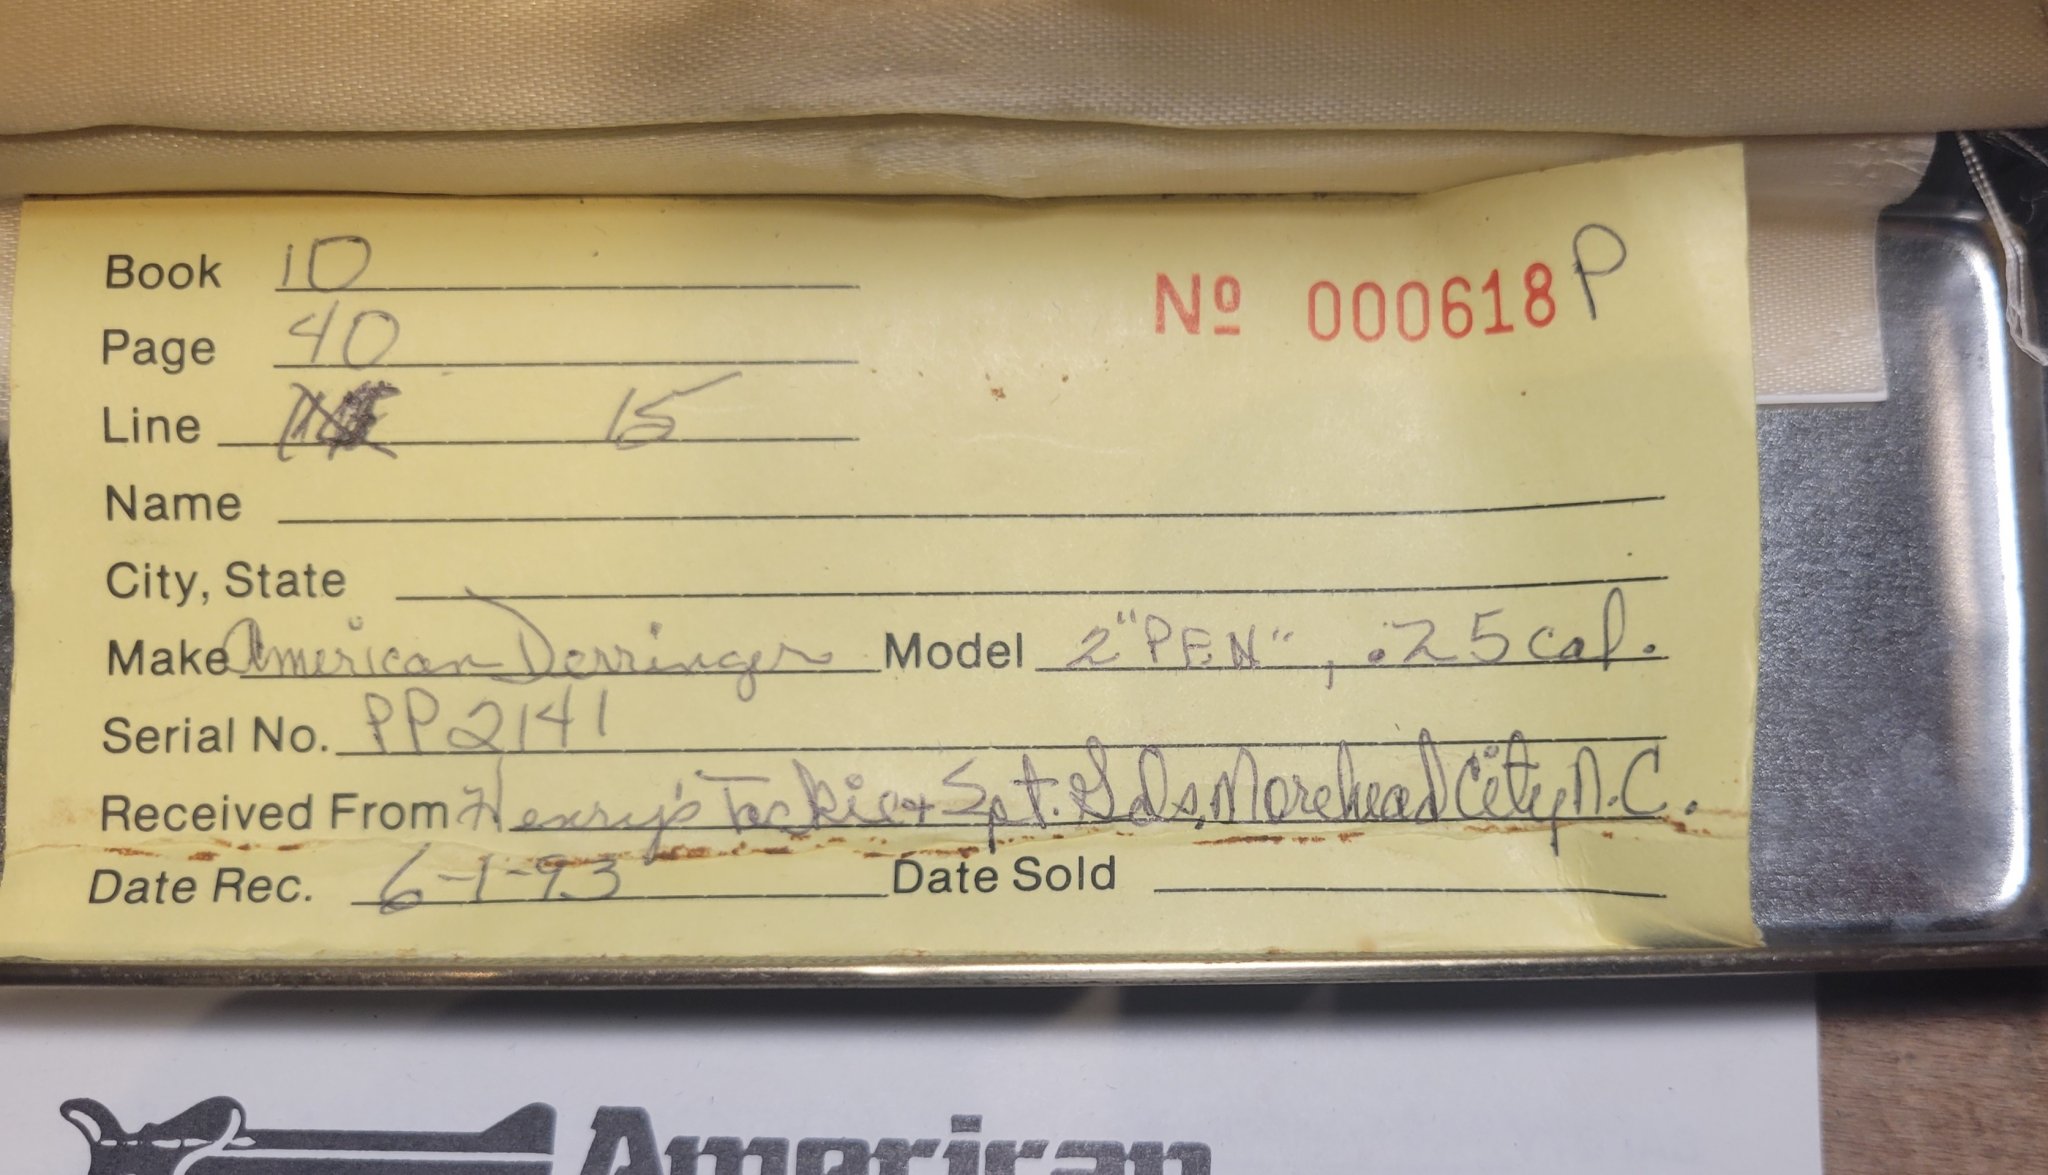 Book 10
Nº 000618 P
Page 40
Line 15
Name
City, State
Make American Derringer Model 2" PEN", .25 cal.
Serial No. PP2141
Received From Henry's Tackle + Spt. Gds, Morehead City, N.C.
Date Rec. 6-1-93 Date Sold
American